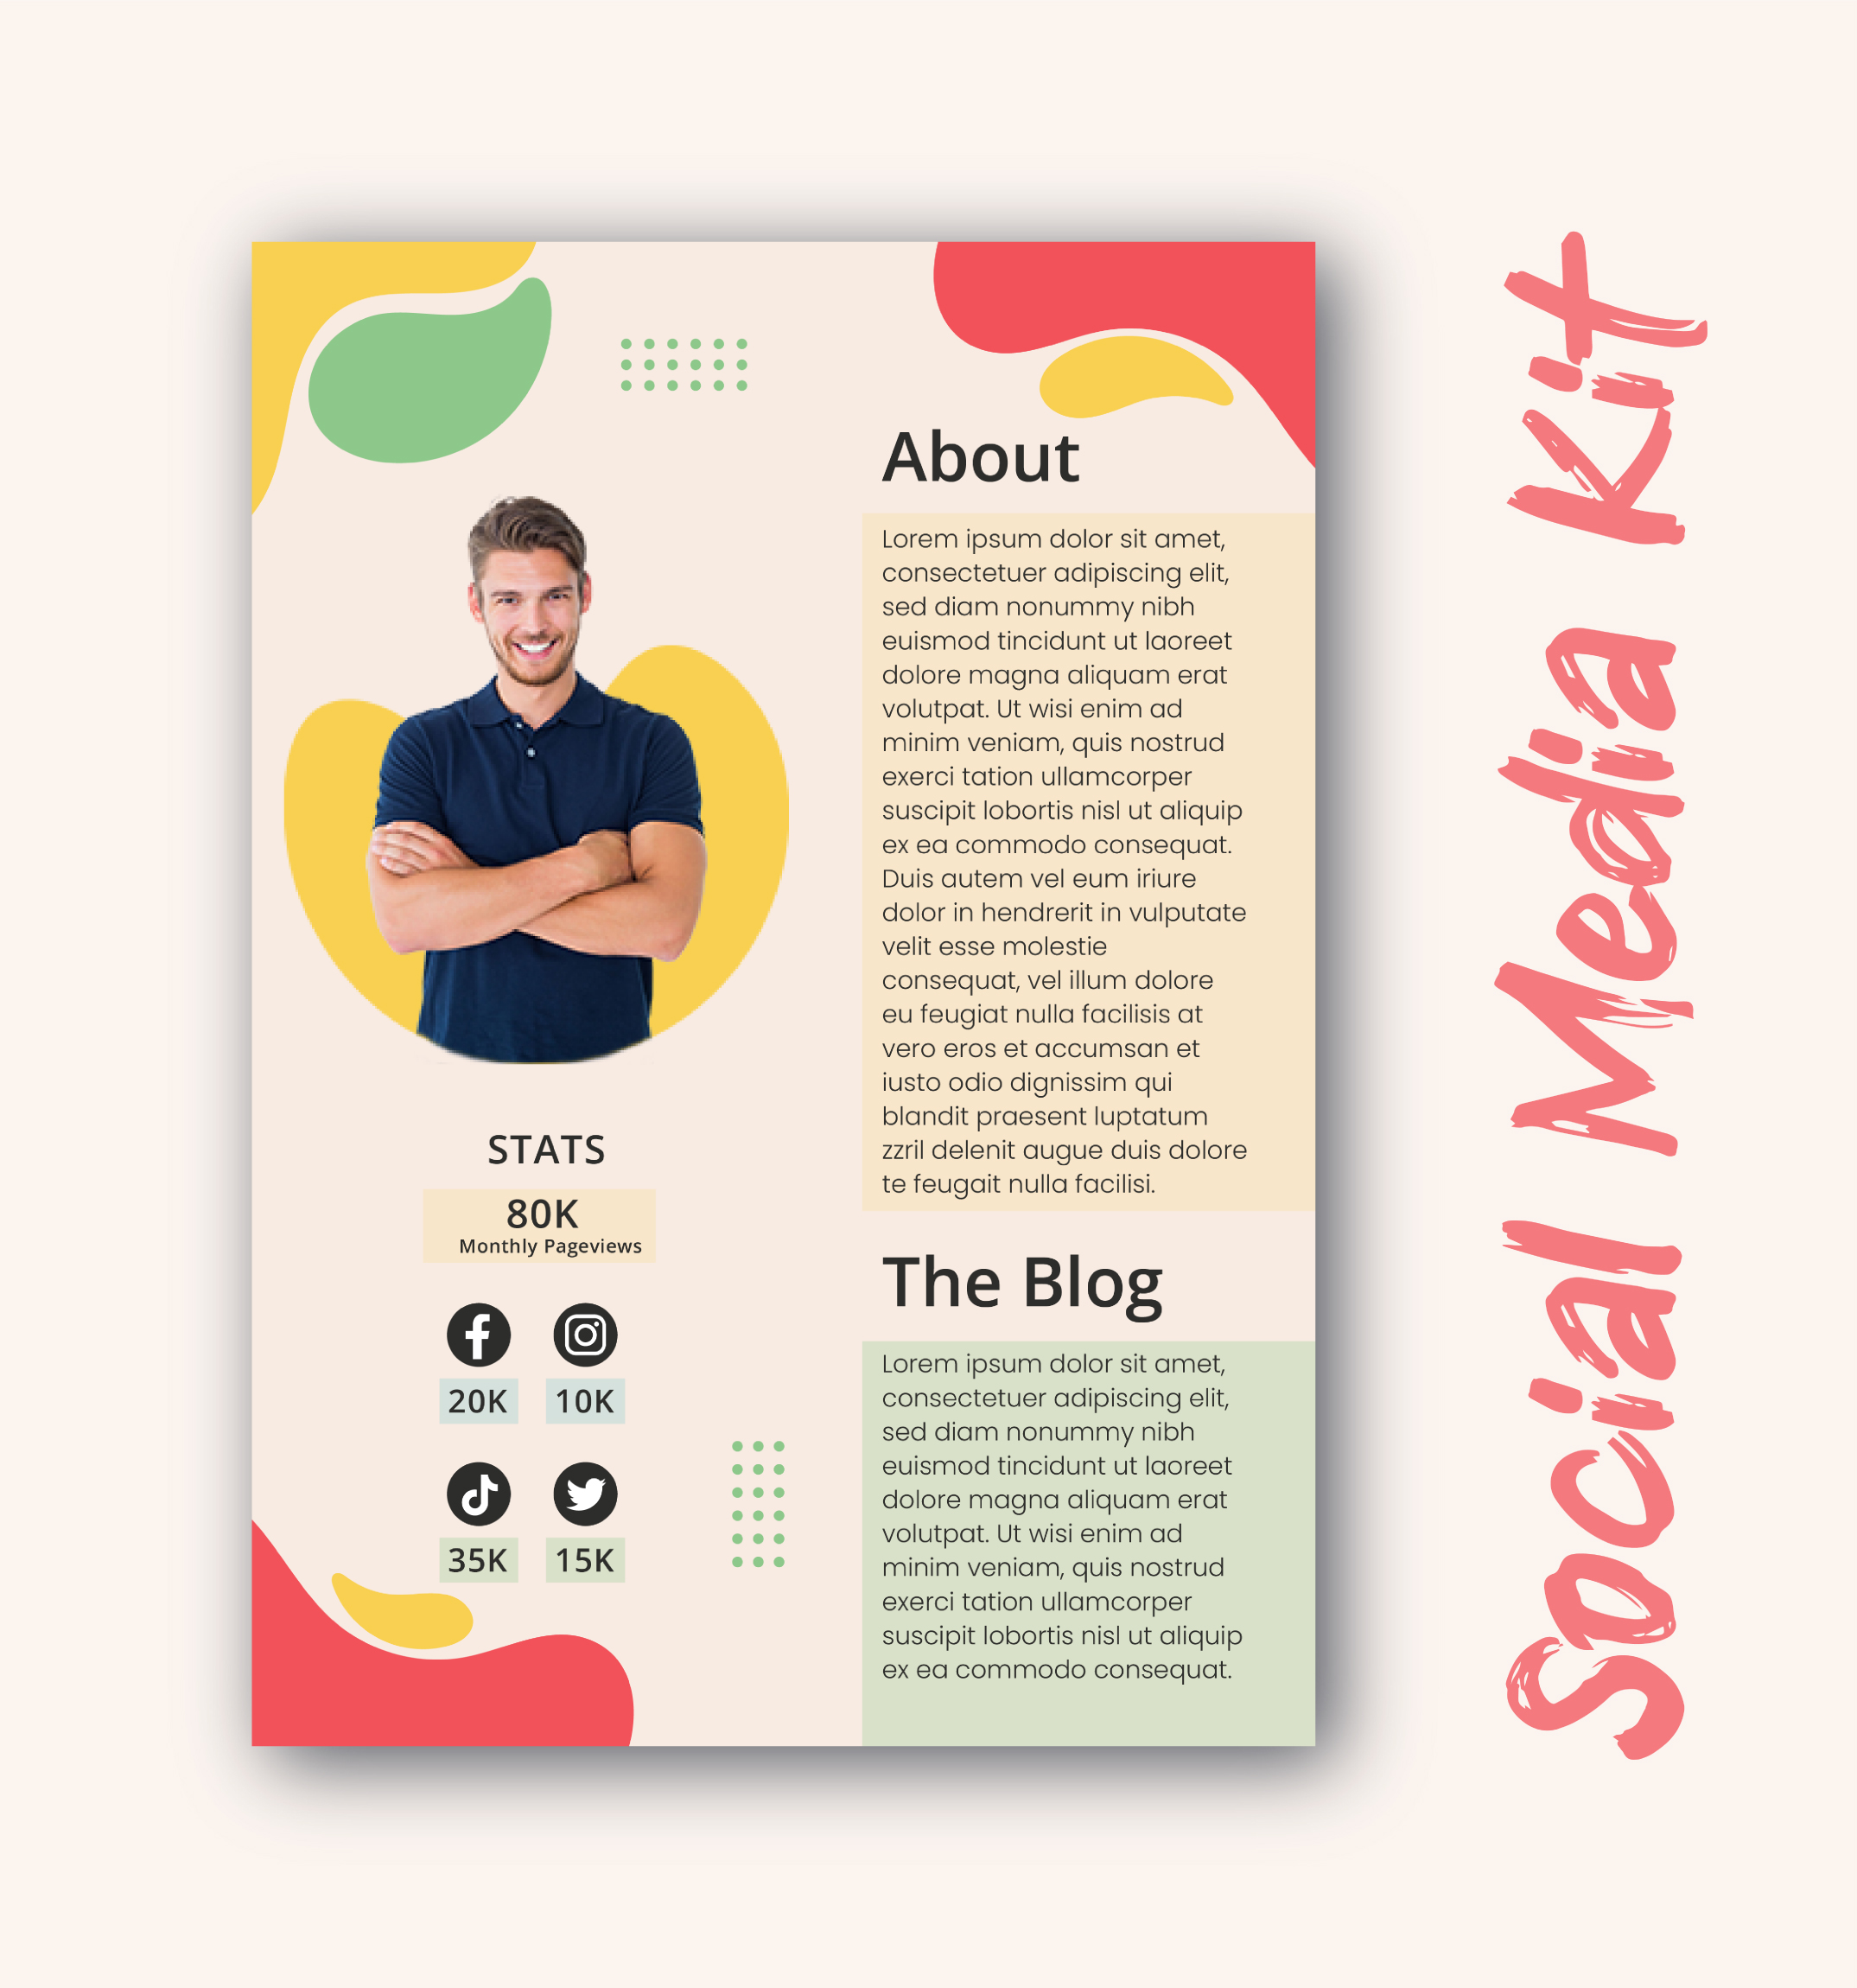 About
Lorem ipsum dolor sit amet,
consectetuer adipiscing elit,
sed diam nonummy nibh
euismod tincidunt ut laoreet
dolore magna aliquam erat
volutpat. Ut wisi enim ad
minim veniam, quis nostrud
exerci tation ullamcorper
suscipit lobortis nisl ut aliquip
ex ea commodo consequat.
Duis autem vel eum iriure
dolor in hendrerit in vulputate
velit esse molestie
consequat, vel illum dolore
eu feugiat nulla facilisis at
vero eros et accumsan et
iusto odio dignissim qui
blandit praesent luptatum
zzril delenit augue duis dolore
te feugait nulla facilisi.
STATS
80K
Monthly Pageviews
20K 10K
35K 15K
The Blog
Lorem ipsum dolor sit amet,
consectetuer adipiscing elit,
sed diam nonummy nibh
euismod tincidunt ut laoreet
dolore magna aliquam erat
volutpat. Ut wisi enim ad
minim veniam, quis nostrud
exerci tation ullamcorper
suscipit lobortis nisl ut aliquip
ex ea commodo consequat.
Social Media Kit